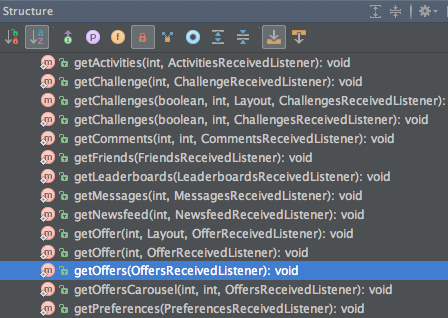 Structure
getActivities(int, ActivitiesReceivedListener): void
getChallenge(int, ChallengeReceivedListener): void
getChallenges(boolean, int, Layout, ChallengesReceivedListener):
getChallenges(boolean, int, ChallengesReceivedListener): void
getComments(int, int, CommentsReceivedListener): void
getFriends(FriendsReceivedListener): void
getLeaderboards(LeaderboardsReceivedListener): void
getMessages(int, MessagesReceivedListener): void
getNewsfeed(int, NewsfeedReceivedListener): void
getOffer(int, Layout, OfferReceivedListener): void
getOffer(int, OfferReceivedListener): void
getOffers(OffersReceivedListener): void
getOffersCarousel(int, int, OffersReceivedListener): void
getPreferences(PreferencesReceivedListener): void